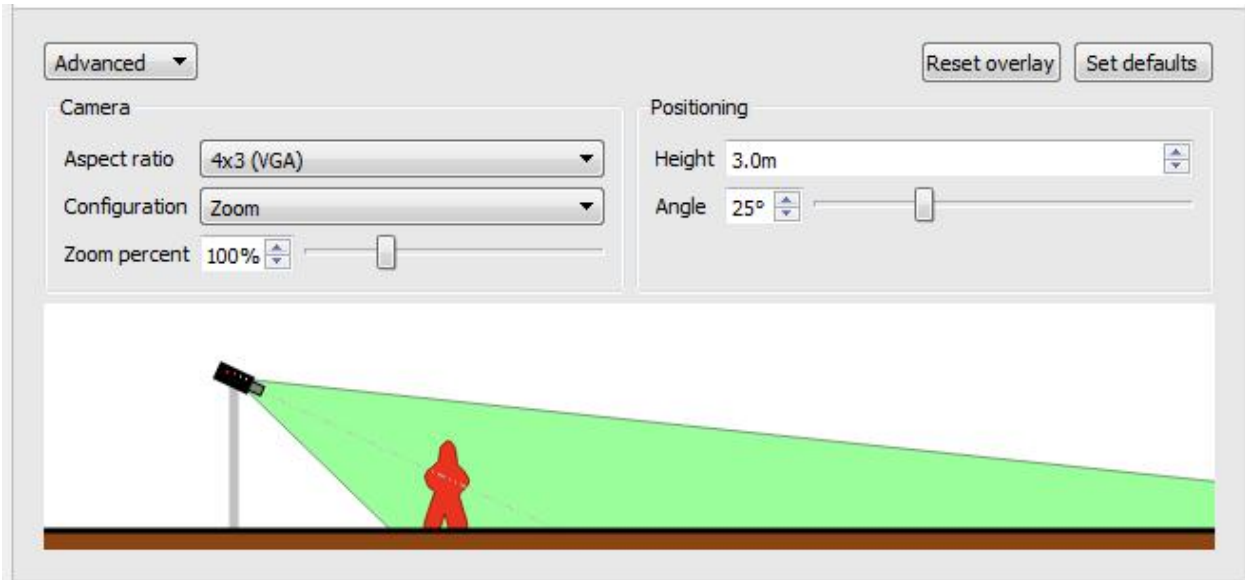 Advanced
Reset overlay
Set defaults
Camera
Positioning
Aspect ratio 4x3 (VGA)
Height 3.0m
Configuration Zoom
Angle 25°
Zoom percent 100%